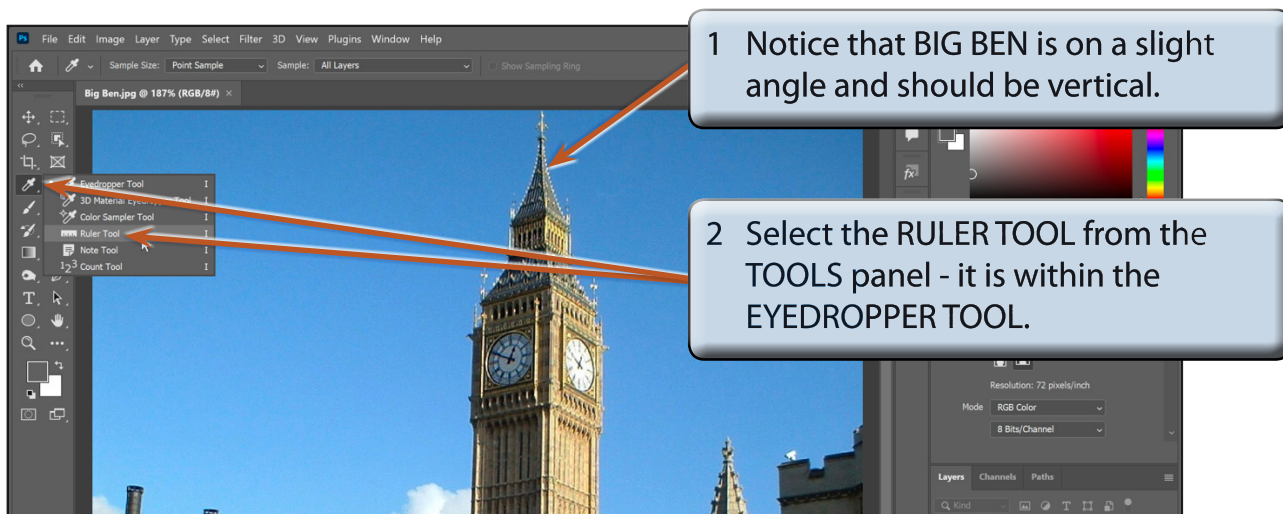 Ps File Edit Image Layer Type Select Filter 3D View Plugins Window Help
Sample Size: Point Sample Sample: All Layers Show Sampling Ring
Big Ben.jpg @ 187% (RGB/8#) ×
1 Notice that BIG BEN is on a slight
angle and should be vertical.
Eyedropper Tool I
3D Material Tool I
Color Sampler Tool I
Ruler Tool I
Note Tool I
123 Count Tool I
2 Select the RULER TOOL from the
TOOLS panel - it is within the
EYEDROPPER TOOL.
fx
T
Resolution: 72 pixels/inch
Mode RGB Color
8 Bits/Channel
Layers Channels Paths
Kind T